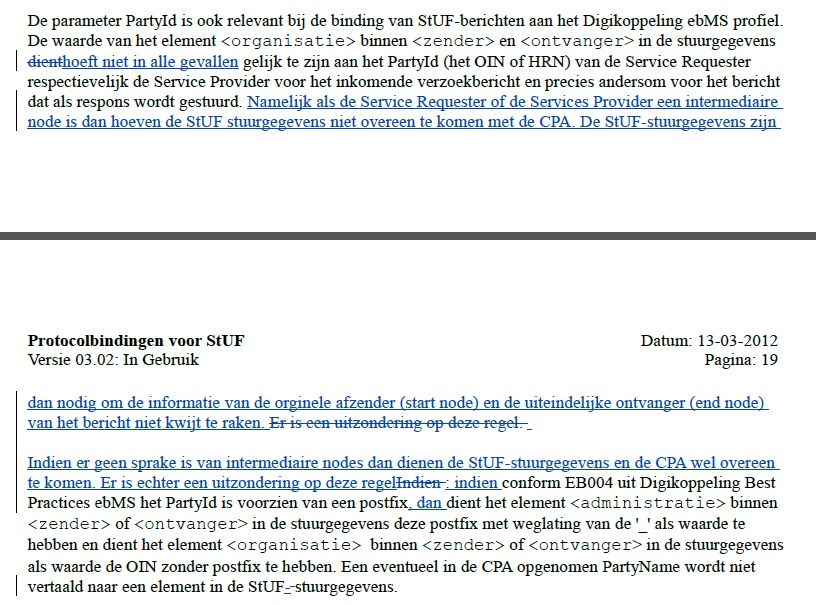 De parameter PartyId is ook relevant bij de binding van StUF-berichten aan het Digikoppeling ebMS profiel.
De waarde van het element <organisatie> binnen <zender> en <ontvanger> in de stuurgegevens
dienthoeft niet in alle gevallen gelijk te zijn aan het PartyId (het OIN of HRN) van de Service Requester
respectievelijk de Service Provider voor het inkomende verzoekbericht en precies andersom voor het bericht
dat als respons wordt gestuurd. Namelijk als de Service Requester of de Services Provider een intermediaire
node is dan hoeven de StUF stuurgegevens niet overeen te komen met de CPA. De StUF-stuurgegevens zijn
Protocolbindingen voor StUF Datum: 13-03-2012
Versie 03.02: In Gebruik Pagina: 19
dan nodig om de informatie van de orginele afzender (start node) en de uiteindelijke ontvanger (end node)
van het bericht niet kwijt te raken. Er is een uitzondering op deze regel.
Indien er geen sprake is van intermediaire nodes dan dienen de StUF-stuurgegevens en de CPA wel overeen
te komen. Er is echter een uitzondering op deze regelIndien : indien conform EB004 uit Digikoppeling Best
Practices ebMS het PartyId is voorzien van een postfix, dan dient het element <administratie> binnen
<zender> of <ontvanger> in de stuurgegevens deze postfix met weglating van de '_' als waarde te
hebben en dient het element <organisatie> binnen <zender> of <ontvanger> in de stuurgegevens
als waarde de OIN zonder postfix te hebben. Een eventueel in de CPA opgenomen PartyName wordt niet
vertaald naar een element in de StUF--stuurgegevens.